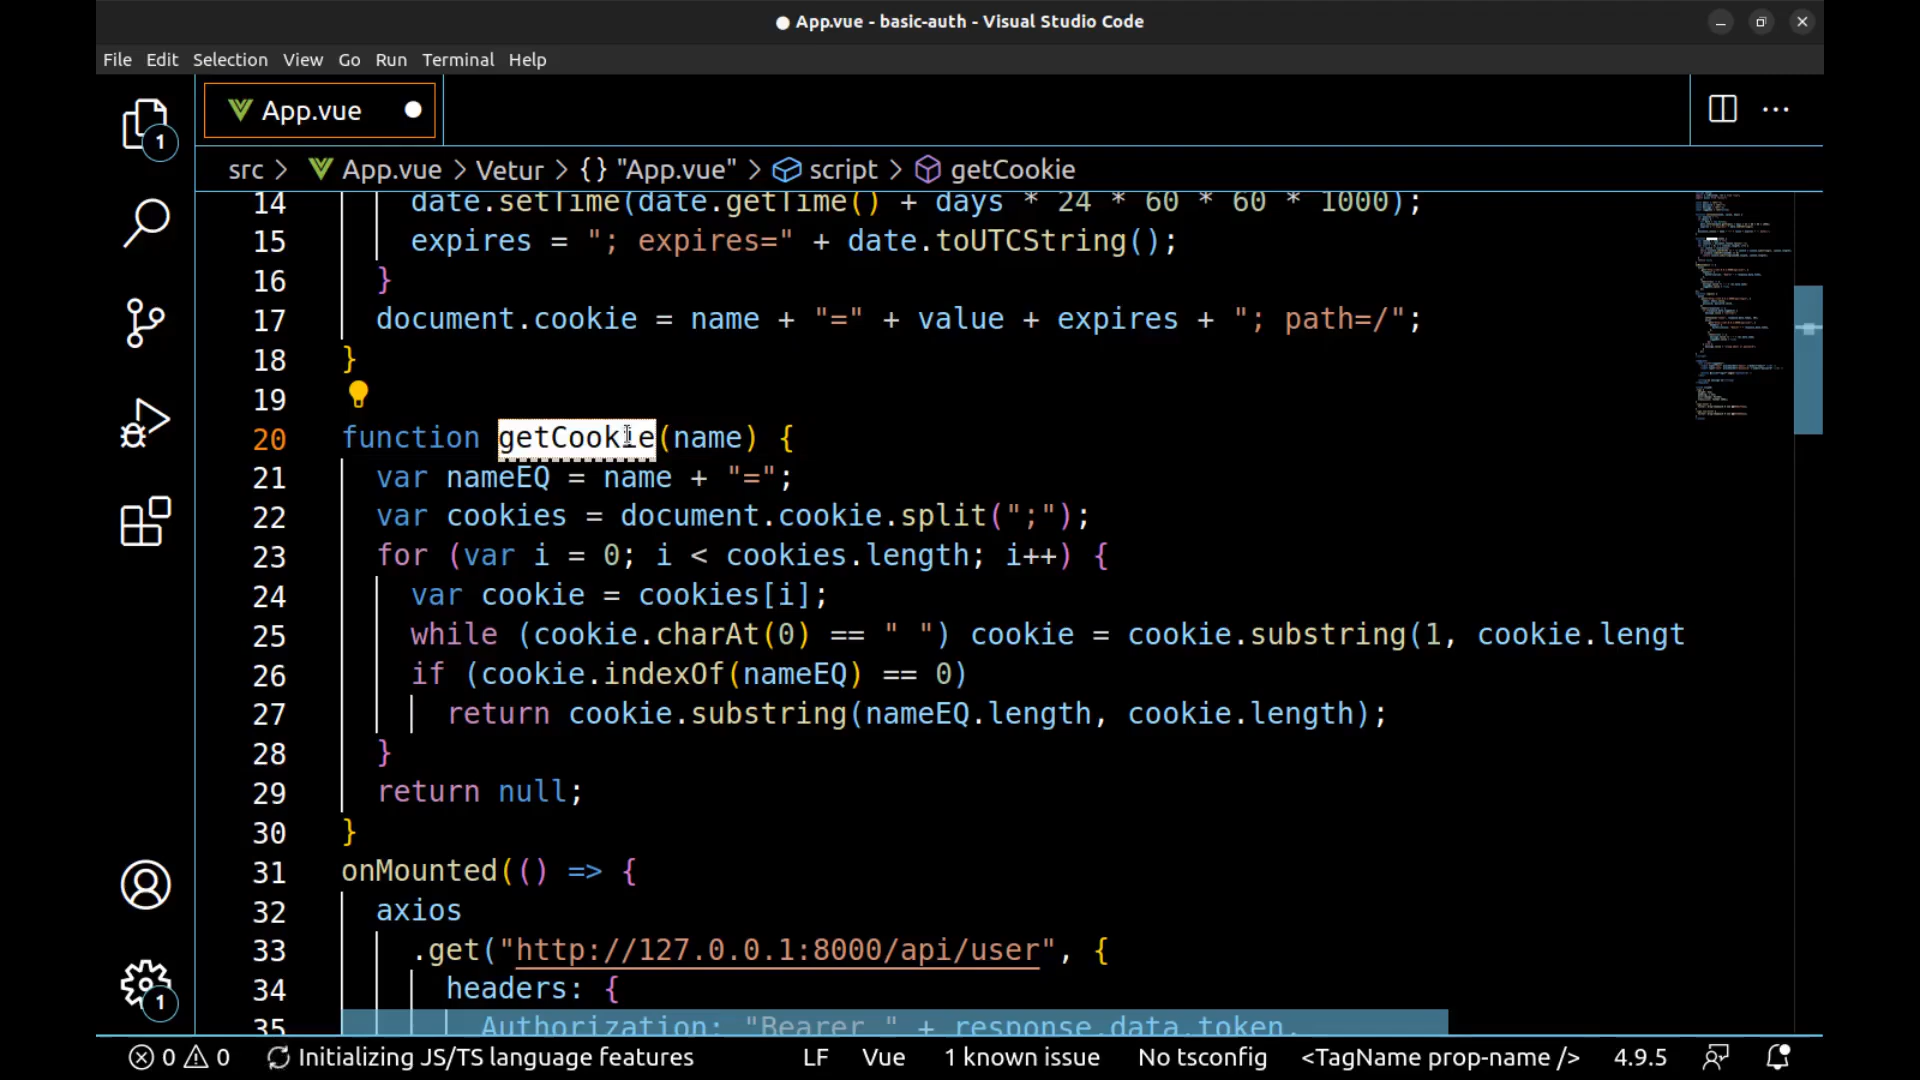 ● App.vue - basic-auth - Visual Studio Code
File Edit Selection View Go Run Terminal Help
1
App.vue
src > App.vue > Vetur > {} "App.vue" > script > getCookie
14 date.setTime(date.getTime() + days * 24 * 60 * 60 * 1000);
15 expires = "; expires=" + date.toUTCString();
16 }
17 document.cookie = name + "=" + value + expires + "; path=/";
18 }
19
20 function getCookie(name) {
21 var nameEQ = name + "=";
22 var cookies = document.cookie.split(";");
23 for (var i = 0; i < cookies.length; i++) {
24 var cookie = cookies[i];
25 while (cookie.charAt(0) == " ") cookie = cookie.substring(1, cookie.lengt
26 if (cookie.indexOf(nameEQ) == 0)
27 return cookie.substring(nameEQ.length, cookie.length);
28 }
29 return null;
30 }
31 onMounted(() => {
32 axios
33 .get("http://127.0.0.1:8000/api/user", {
34 headers: {
35 Authorization: "Bearer " + response.data.token,
1
0 0 Initializing JS/TS language features LF Vue 1 known issue No tsconfig <TagName prop-name /> 4.9.5